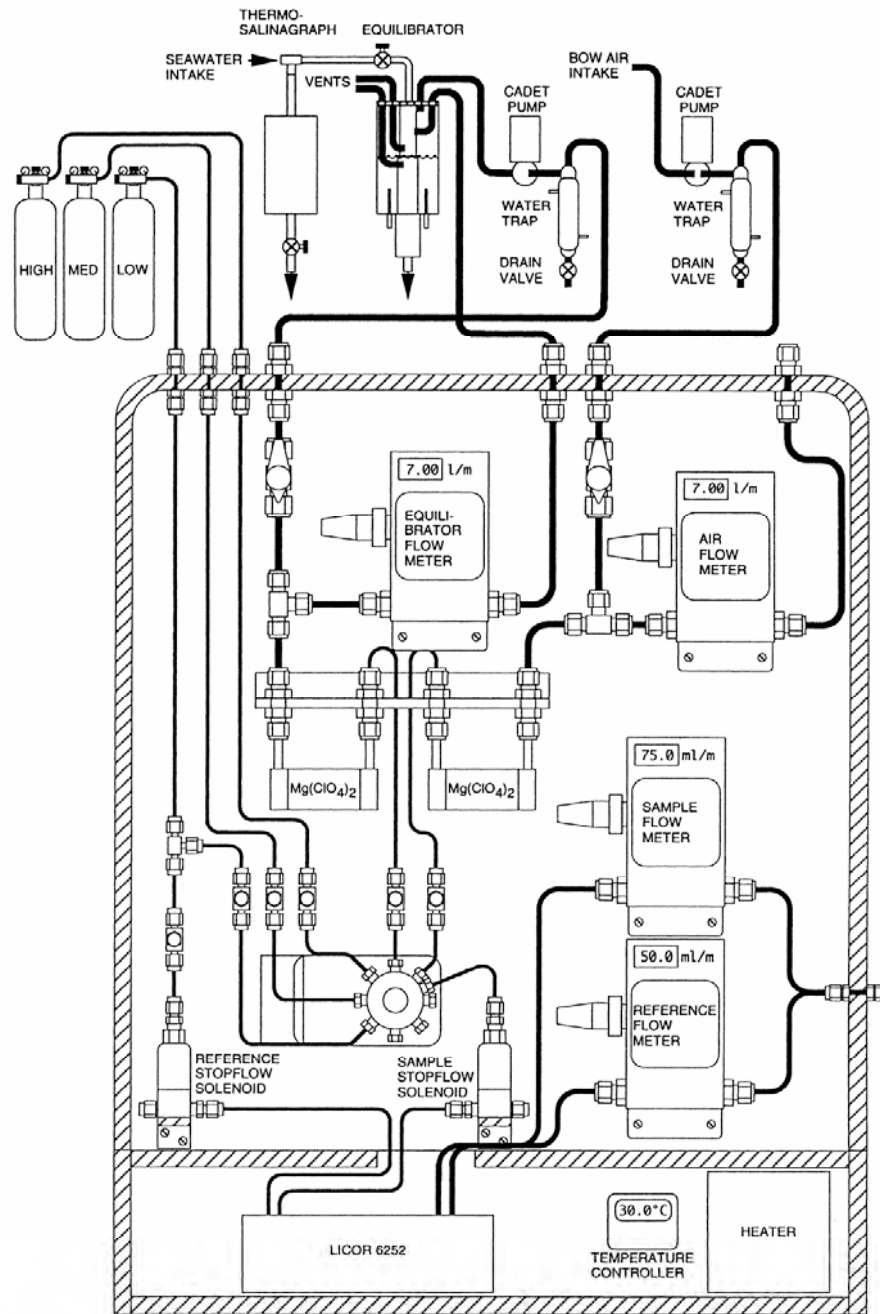 THERMO-
SALINAGRAPH
EQUILIBRATOR
SEAWATER
INTAKE
VENTS
BOW AIR
INTAKE
CADET
PUMP
CADET
PUMP
WATER
TRAP
WATER
TRAP
DRAIN
VALVE
DRAIN
VALVE
HIGH
MED
LOW
7.00 l/m
EQUILI-
BRATOR
FLOW
METER
7.00 l/m
AIR
FLOW
METER
Mg(ClO4)2
Mg(ClO4)2
75.0 ml/m
SAMPLE
FLOW
METER
50.0 ml/m
REFERENCE
FLOW
METER
REFERENCE
STOPFLOW
SOLENOID
SAMPLE
STOPFLOW
SOLENOID
LICOR 6252
30.0°C
TEMPERATURE
CONTROLLER
HEATER